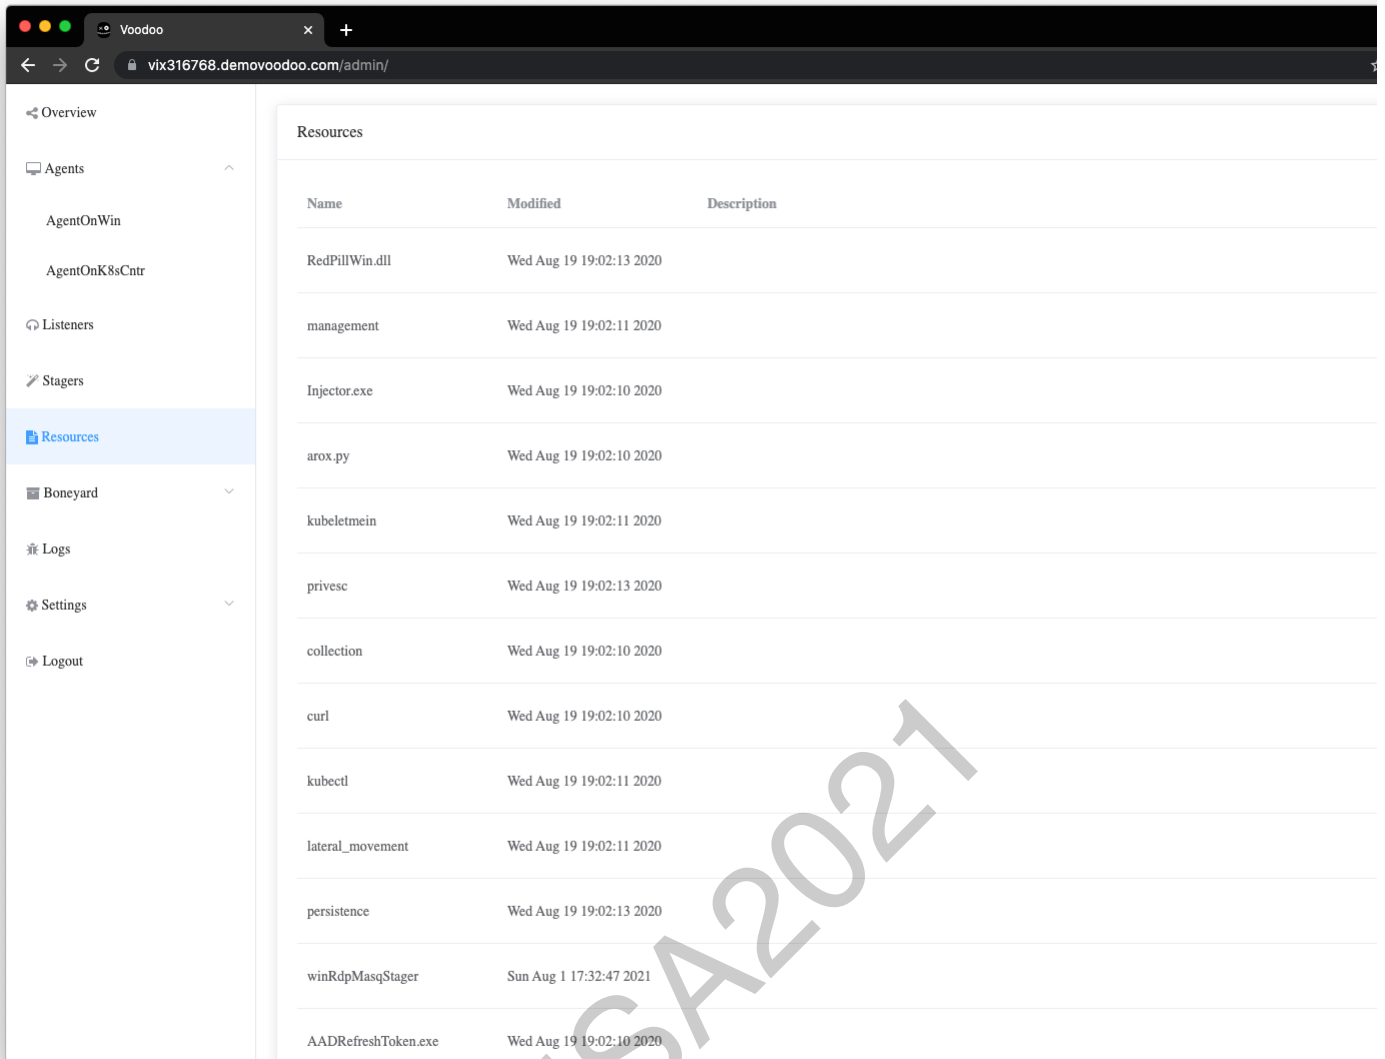 Voodoo
vix316768.demovoodoo.com/admin/
Overview
Agents
AgentOnWin
AgentOnK8sCntr
Listeners
Stagers
Resources
Boneyard
Logs
Settings
Logout
Resources
Name Modified Description
RedPillWin.dll Wed Aug 19 19:02:13 2020
management Wed Aug 19 19:02:11 2020
Injector.exe Wed Aug 19 19:02:10 2020
arox.py Wed Aug 19 19:02:10 2020
kubeletmein Wed Aug 19 19:02:11 2020
privesc Wed Aug 19 19:02:13 2020
collection Wed Aug 19 19:02:10 2020
curl Wed Aug 19 19:02:10 2020
kubectl Wed Aug 19 19:02:11 2020
lateral_movement Wed Aug 19 19:02:11 2020
persistence Wed Aug 19 19:02:13 2020
winRdpMasqStager Sun Aug 1 17:32:47 2021
AADRefreshToken.exe Wed Aug 19 19:02:10 2020
SA2021